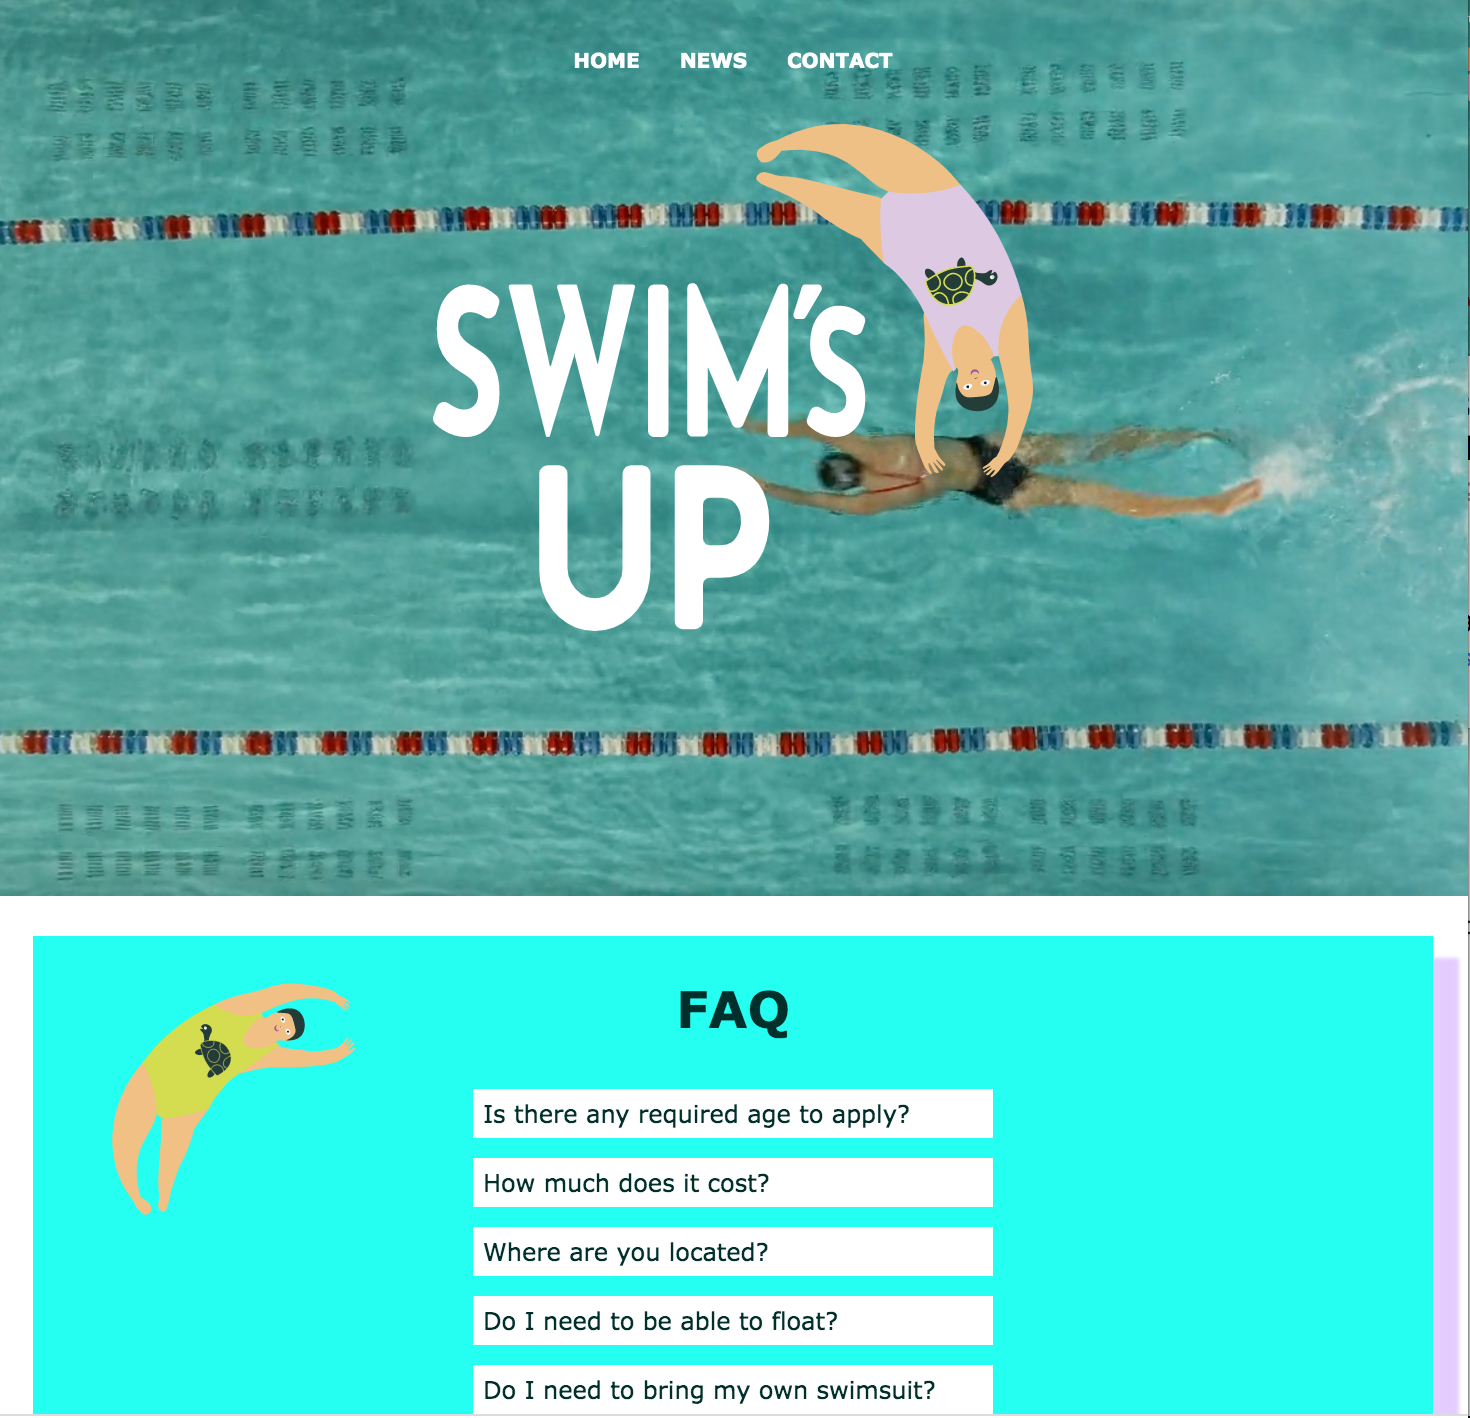 HOME NEWS CONTACT
SWIM'S
UP
FAQ
Is there any required age to apply?
How much does it cost?
Where are you located?
Do I need to be able to float?
Do I need to bring my own swimsuit?